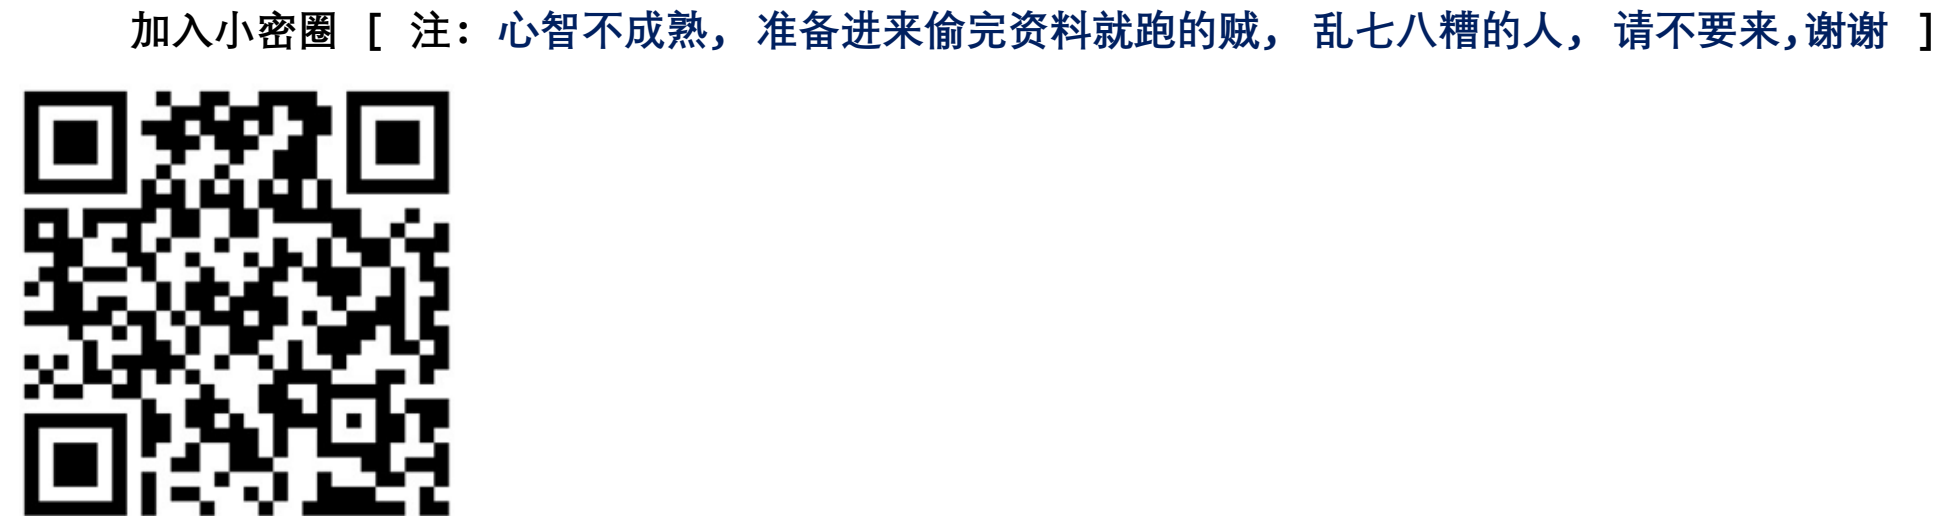 加入小密圈 [ 注: 心智不成熟, 准备进来偷完资料就跑的贼, 乱七八糟的人, 请不要来,谢谢 ]